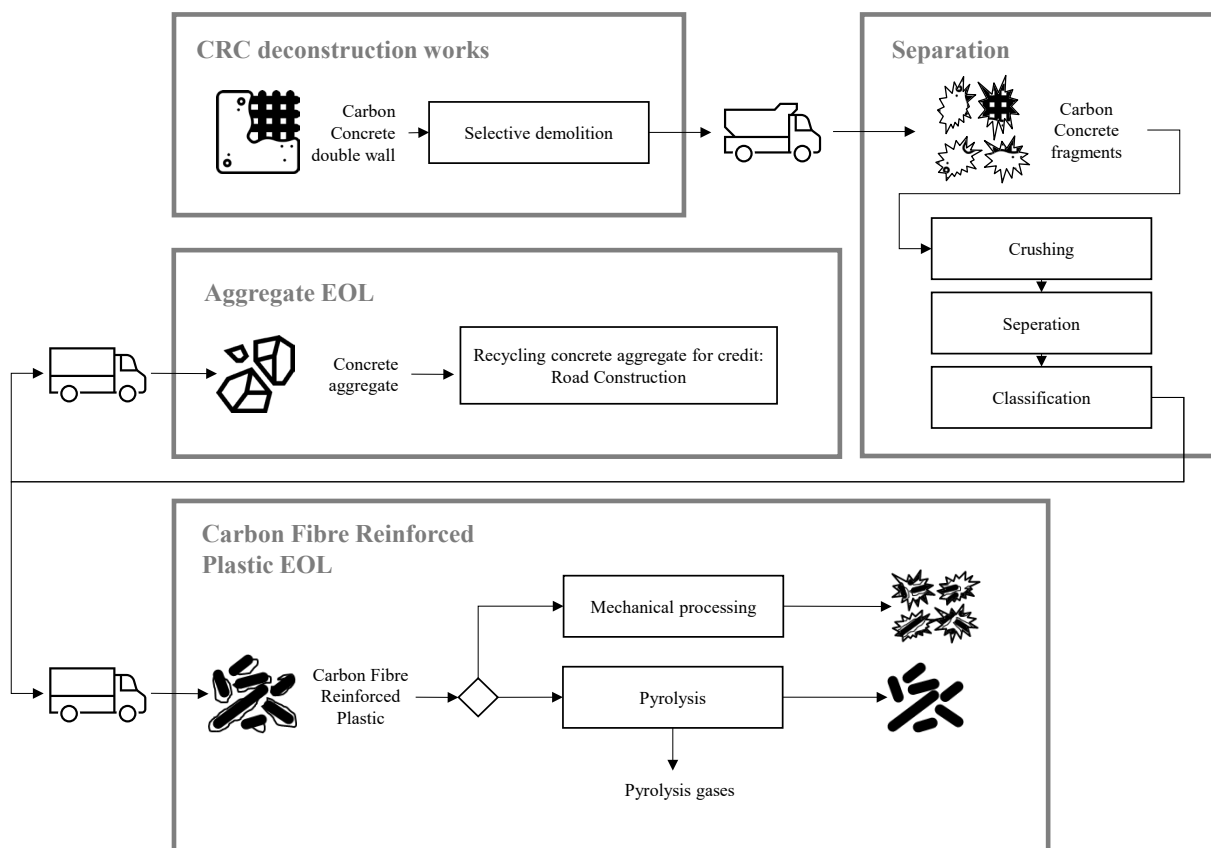 CRC deconstruction works
Carbon
Concrete
double wall
Selective demolition
Separation
Carbon
Concrete
fragments
Crushing
Seperation
Classification
Aggregate EOL
Concrete
aggregate
Recycling concrete aggregate for credit:
Road Construction
Carbon Fibre Reinforced
Plastic EOL
Carbon Fibre
Reinforced
Plastic
Mechanical processing
Pyrolysis
Pyrolysis gases